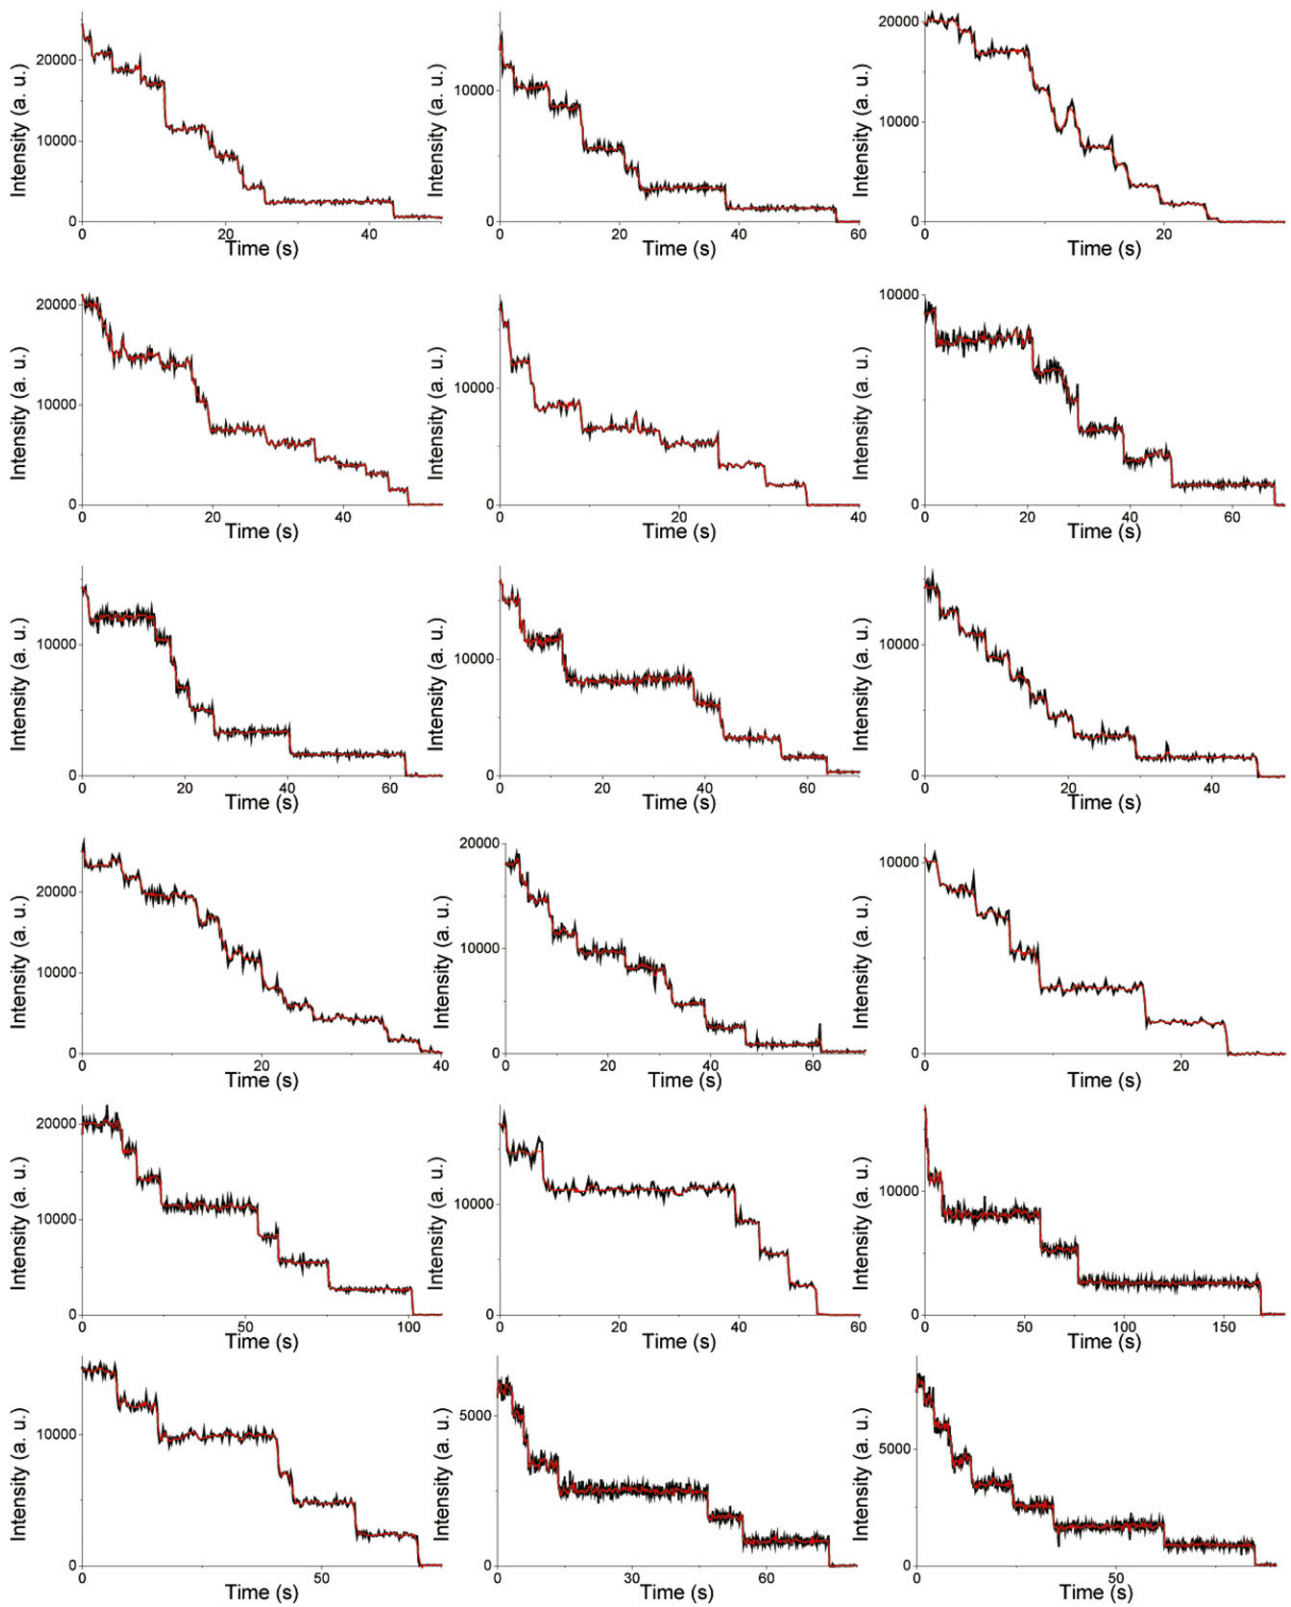 Intensity (a. u.) 20000 10000 0
0 20 40
Time (s)
Intensity (a. u.) 10000 0
0 20 40 60
Time (s)
Intensity (a. u.) 20000 10000 0
0 20
Time (s)
Intensity (a. u.) 20000 10000 0
0 20 40
Time (s)
Intensity (a. u.) 10000 0
0 20 40
Time (s)
Intensity (a. u.) 10000 0
0 20 40 60
Time (s)
Intensity (a. u.) 10000 0
0 20 40 60
Time (s)
Intensity (a. u.) 10000 0
0 20 40 60
Time (s)
Intensity (a. u.) 10000 0
0 20 40
Time (s)
Intensity (a. u.) 20000 10000 0
0 20 40
Time (s)
Intensity (a. u.) 20000 10000 0
0 20 40 60
Time (s)
Intensity (a. u.) 10000 0
0 20
Time (s)
Intensity (a. u.) 20000 10000 0
0 50 100
Time (s)
Intensity (a. u.) 10000 0
0 20 40 60
Time (s)
Intensity (a. u.) 10000 0
0 50 100 150
Time (s)
Intensity (a. u.) 10000 0
0 50
Time (s)
Intensity (a. u.) 5000 0
0 30 60
Time (s)
Intensity (a. u.) 5000 0
0 50
Time (s)